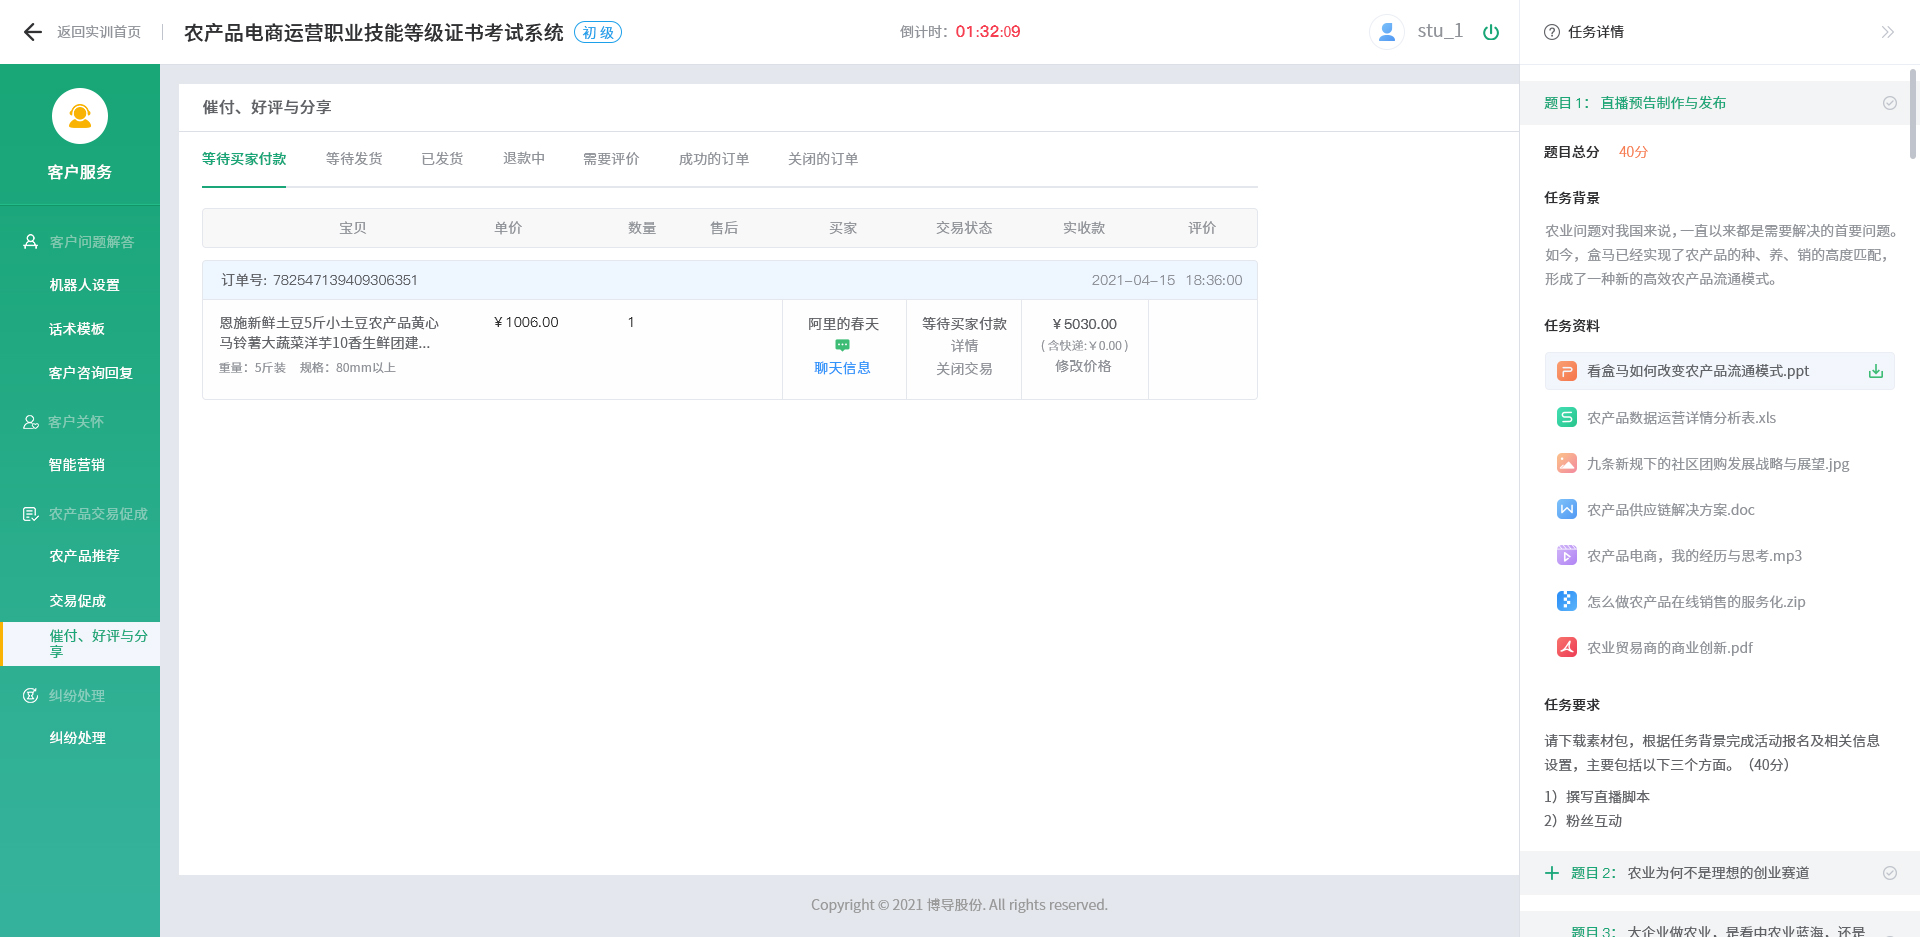 返回实训首页
农产品电商运营职业技能等级证书考试系统
初 级
倒计时：01:32:09
stu_1
任务详情
客户服务
客户问题解答
机器人设置
话术模板
客户咨询回复
客户关怀
智能营销
农产品交易促成
农产品推荐
交易促成
催付、好评与分
享
纠纷处理
纠纷处理
催付、好评与分享
等待买家付款 等待发货 已发货 退款中 需要评价 成功的订单 关闭的订单
宝贝 单价 数量 售后 买家 交易状态 实收款 评价
订单号: 782547139409306351
2021-04-15 18:36:00
恩施新鲜土豆5斤小土豆农产品黄心
马铃薯大蔬菜洋芋10香生鲜团建...
重量：5斤装 规格：80mm以上
¥1006.00
1
阿里的春天
聊天信息
等待买家付款
详情
关闭交易
¥5030.00
( 含快递:¥0.00 )
修改价格
Copyright © 2021 博导股份. All rights reserved.
题目 1： 直播预告制作与发布
题目总分 40分
任务背景
农业问题对我国来说，一直以来都是需要解决的首要问题。
如今，盒马已经实现了农产品的种、养、销的高度匹配，
形成了一种新的高效农产品流通模式。
任务资料
看盒马如何改变农产品流通模式.ppt
农产品数据运营详情分析表.xls
九条新规下的社区团购发展战略与展望.jpg
农产品供应链解决方案.doc
农产品电商，我的经历与思考.mp3
怎么做农产品在线销售的服务化.zip
农业贸易商的商业创新.pdf
任务要求
请下载素材包，根据任务背景完成活动报名及相关信息
设置，主要包括以下三个方面。（40分）
1）撰写直播脚本
2）粉丝互动
题目 2： 农业为何不是理想的创业赛道
题目 3： 大企业做农业，是看中农业蓝海，还是